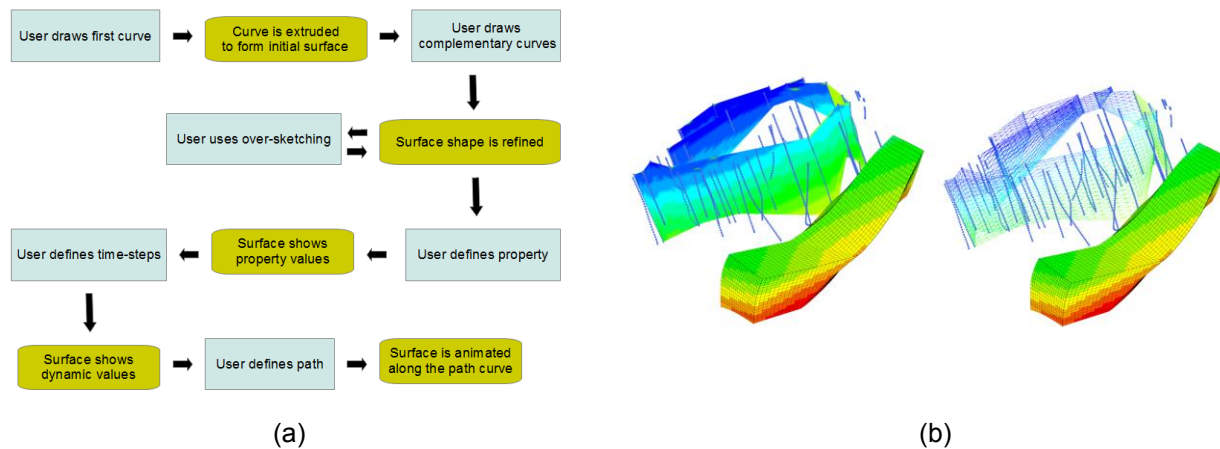 User draws first curve
Curve is extruded
to form initial surface
User draws
complementary curves
User uses over-sketching
Surface shape is refined
User defines time-steps
Surface shows
property values
User defines property
Surface shows
dynamic values
User defines path
Surface is animated
along the path curve
(a)
(b)